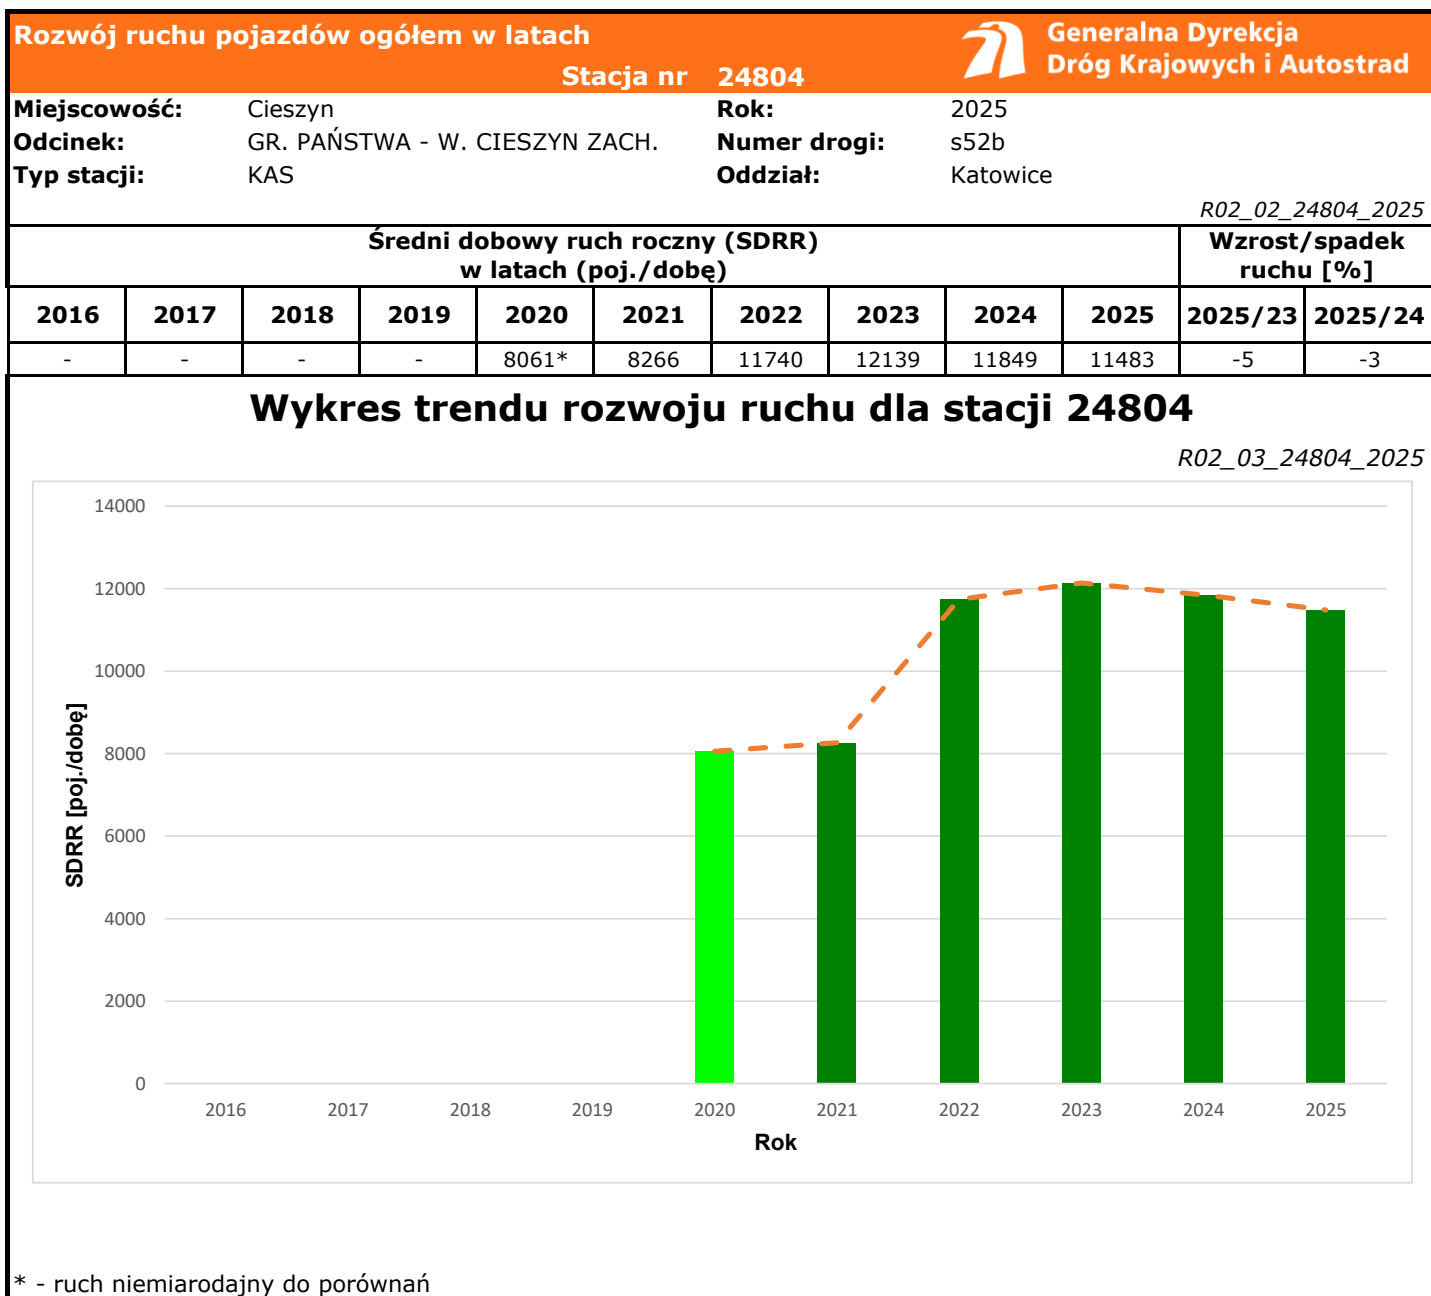 Rozwój ruchu pojazdów ogółem w latach
Generalna Dyrekcja
Dróg Krajowych i Autostrad
Stacja nr 24804
Miejscowość: Cieszyn Rok: 2025
Odcinek: GR. PAŃSTWA - W. CIESZYN ZACH. Numer drogi: s52b
Typ stacji: KAS Oddział: Katowice
R02_02_24804_2025
Średni dobowy ruch roczny (SDRR)
w latach (poj./dobę)
Wzrost/spadek
ruchu [%]
2016 2017 2018 2019 2020 2021 2022 2023 2024 2025 2025/23 2025/24
- - - - 8061* 8266 11740 12139 11849 11483 -5 -3
Wykres trendu rozwoju ruchu dla stacji 24804
R02_03_24804_2025
14000
12000
10000
8000
6000
4000
2000
0
SDRR [poj./dobę]
2016 2017 2018 2019 2020 2021 2022 2023 2024 2025
Rok
* - ruch niemiarodajny do porównań